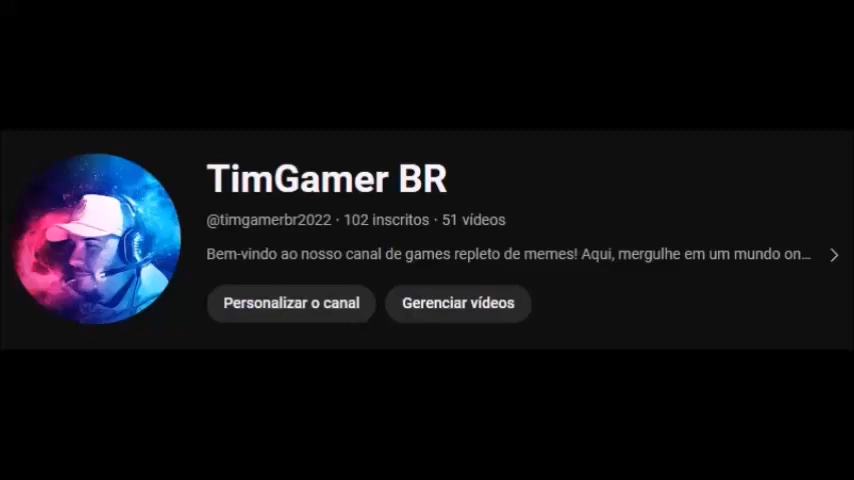 TimGamer BR
@timgamerbr2022 · 102 inscritos · 51 vídeos
Bem-vindo ao nosso canal de games repleto de memes! Aqui, mergulhe em um mundo on...
Personalizar o canal Gerenciar vídeos